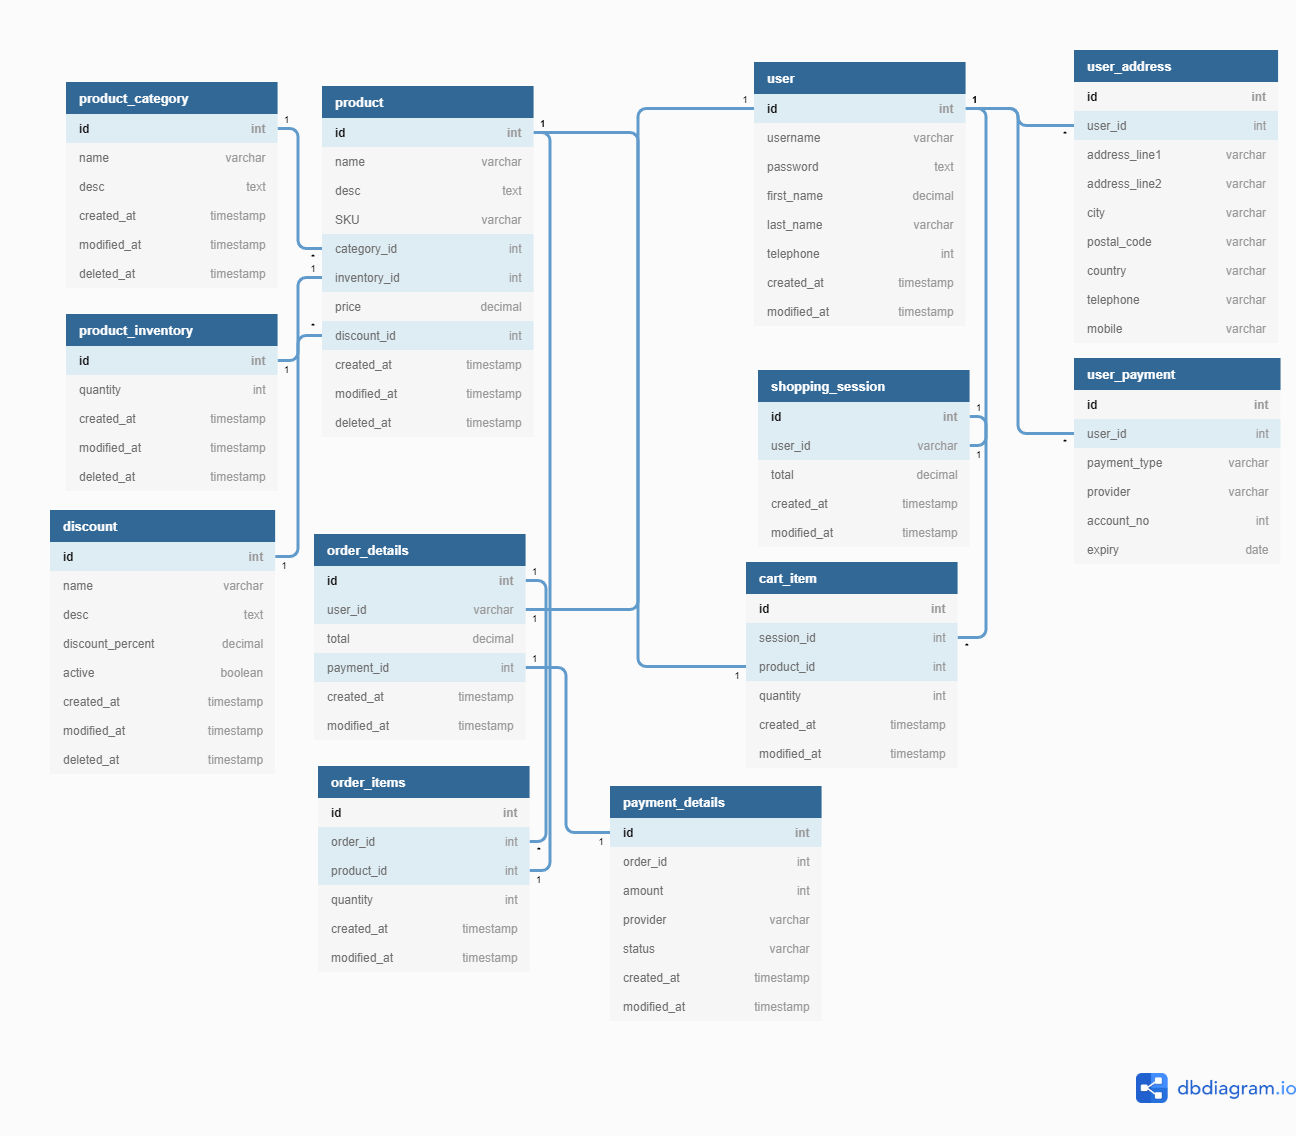 product_category
id int
name varchar
desc text
created_at timestamp
modified_at timestamp
deleted_at timestamp
product_inventory
id int
quantity int
created_at timestamp
modified_at timestamp
deleted_at timestamp
discount
id int
name varchar
desc text
discount_percent decimal
active boolean
created_at timestamp
modified_at timestamp
deleted_at timestamp
product
id int
name varchar
desc text
SKU varchar
category_id int
inventory_id int
price decimal
discount_id int
created_at timestamp
modified_at timestamp
deleted_at timestamp
order_details
id int
user_id varchar
total decimal
payment_id int
created_at timestamp
modified_at timestamp
order_items
id int
order_id int
product_id int
quantity int
created_at timestamp
modified_at timestamp
payment_details
id int
order_id int
amount int
provider varchar
status varchar
created_at timestamp
modified_at timestamp
user
id int
username varchar
password text
first_name decimal
last_name varchar
telephone int
created_at timestamp
modified_at timestamp
shopping_session
id int
user_id varchar
total decimal
created_at timestamp
modified_at timestamp
cart_item
id int
session_id int
product_id int
quantity int
created_at timestamp
modified_at timestamp
user_address
id int
user_id int
address_line1 varchar
address_line2 varchar
city varchar
postal_code varchar
country varchar
telephone varchar
mobile varchar
user_payment
id int
user_id int
payment_type varchar
provider varchar
account_no int
expiry date
1
*
1
1
*
1
1
1
1
1
*
1
1
1
1
1
*
*
1
1
*
1
dbdiagram.io